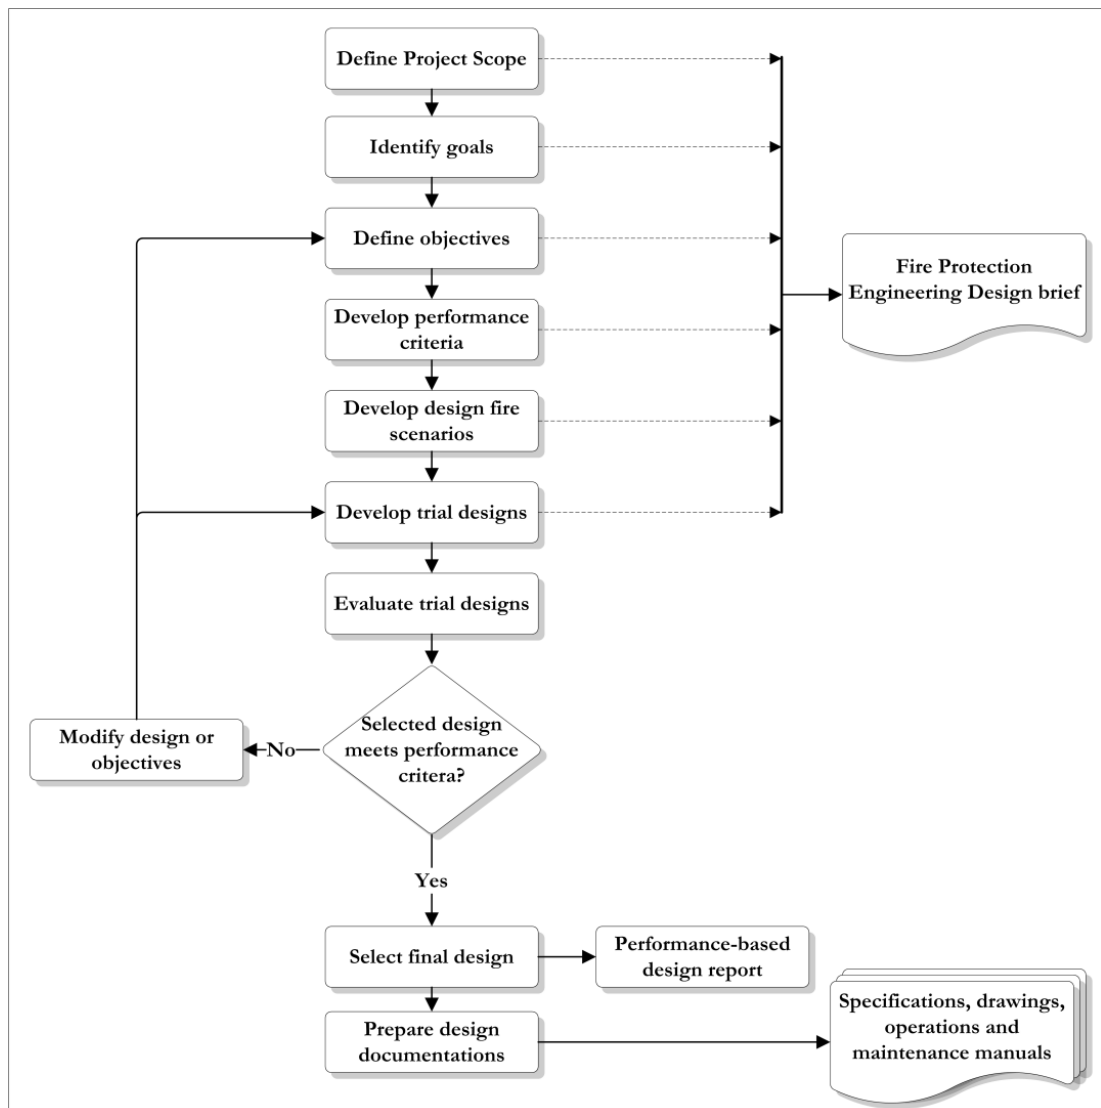 Define Project Scope
Identify goals
Define objectives
Fire Protection
Engineering Design brief
Develop performance
criteria
Develop design fire
scenarios
Develop trial designs
Evaluate trial designs
Selected design
meets performance
critera?
No
Modify design or
objectives
Yes
Select final design
Performance-based
design report
Prepare design
documentations
Specifications, drawings,
operations and
maintenance manuals